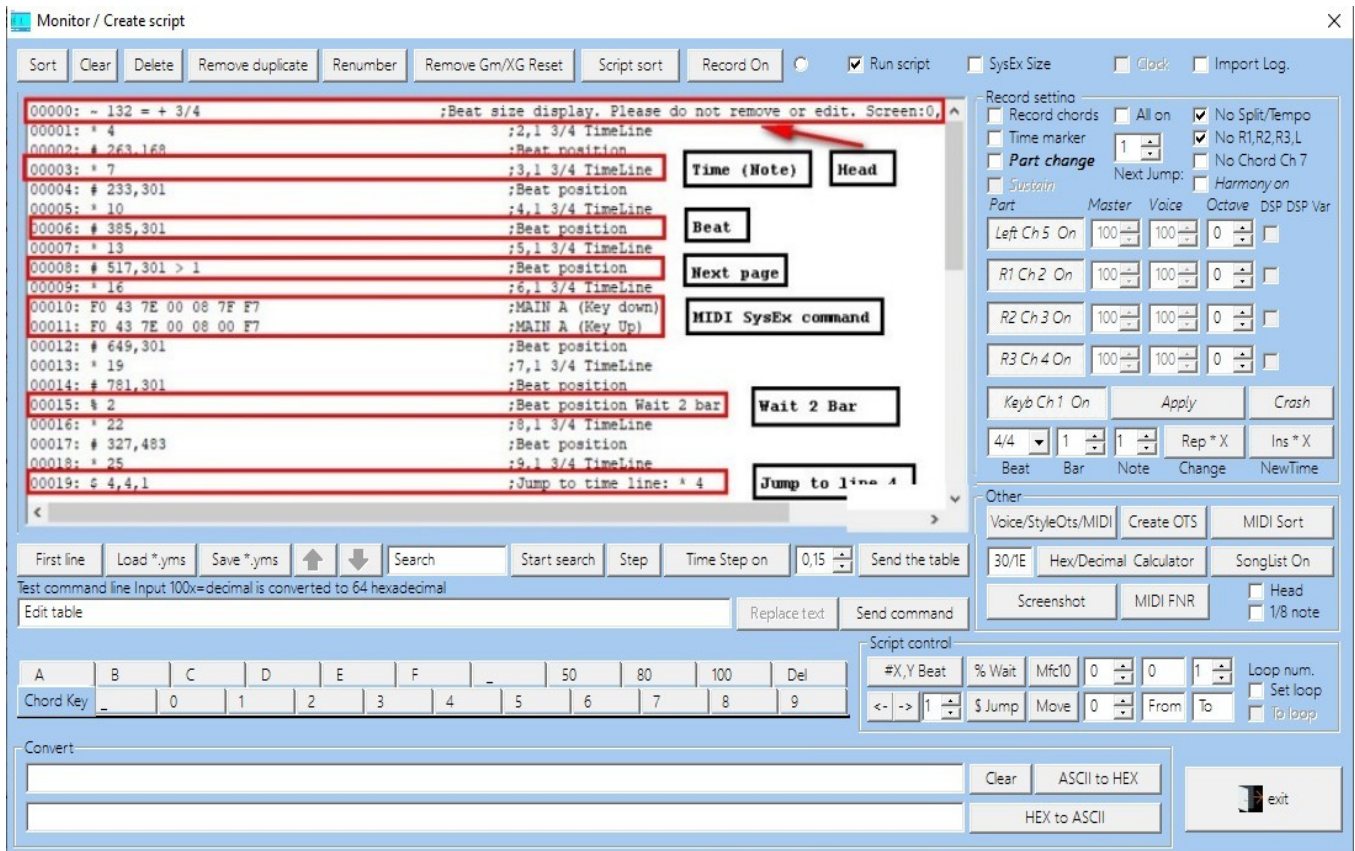 Monitor / Create script
Sort Clear Delete Remove duplicate Renumber Remove Gm/XG Reset Script sort Record On Run script SysEx Size Clock Import Log.
00000: ~ 132 = + 3/4 ;Beat size display. Please do not remove or edit. Screen:0,
00001: * 4 ;2,1 3/4 TimeLine
00002: # 263,168 ;Beat position
00003: * 7 ;3,1 3/4 TimeLine
Time (Note) Head
00004: # 233,301 ;Beat position
00005: * 10 ;4,1 3/4 TimeLine
00006: # 385,301 ;Beat position
Beat
00007: * 13 ;5,1 3/4 TimeLine
00008: # 517,301 > 1 ;Beat position
Next page
00009: * 16 ;6,1 3/4 TimeLine
00010: F0 43 7E 00 08 7F F7 ;MAIN A (Key down)
00011: F0 43 7E 00 08 00 F7 ;MAIN A (Key Up)
MIDI SysEx command
00012: # 649,301 ;Beat position
00013: * 19 ;7,1 3/4 TimeLine
00014: # 781,301 ;Beat position
00015: % 2 ;Beat position Wait 2 bar
Wait 2 Bar
00016: * 22 ;8,1 3/4 TimeLine
00017: # 327,483 ;Beat position
00018: * 25 ;9,1 3/4 TimeLine
00019: $ 4,4,1 ;Jump to time line: * 4
Jump to line 4
Record setting
Record chords All on No Split/Tempo
Time marker 1 No R1,R2,R3,L
Part change No Chord Ch 7
Next Jump:
Sustain Harmony on
Part Master Voice Octave DSP DSP Var
Left Ch 5 On 100 100 0
R1 Ch 2 On 100 100 0
R2 Ch 3 On 100 100 0
R3 Ch 4 On 100 100 0
Keyb Ch 1 On Apply Crash
4/4 1 1 Rep * X Ins * X
Beat Bar Note Change NewTime
Other
Voice/StyleOts/MIDI Create OTS MIDI Sort
30/1E Hex/Decimal Calculator SongList On
Screenshot MIDI FNR Head
1/8 note
First line Load *.yms Save *.yms Search Start search Step Time Step on 0,15 Send the table
Test command line Input 100x=decimal is converted to 64 hexadecimal
Edit table Replace text Send command
Script control
#X,Y Beat % Wait Mfc10 0 0 1 Loop num.
Set loop
<- -> 1 $ Jump Move 0 From To To loop
A B C D E F _ 50 80 100 Del
Chord Key _ 0 1 2 3 4 5 6 7 8 9
Convert
Clear ASCII to HEX
HEX to ASCII
exit